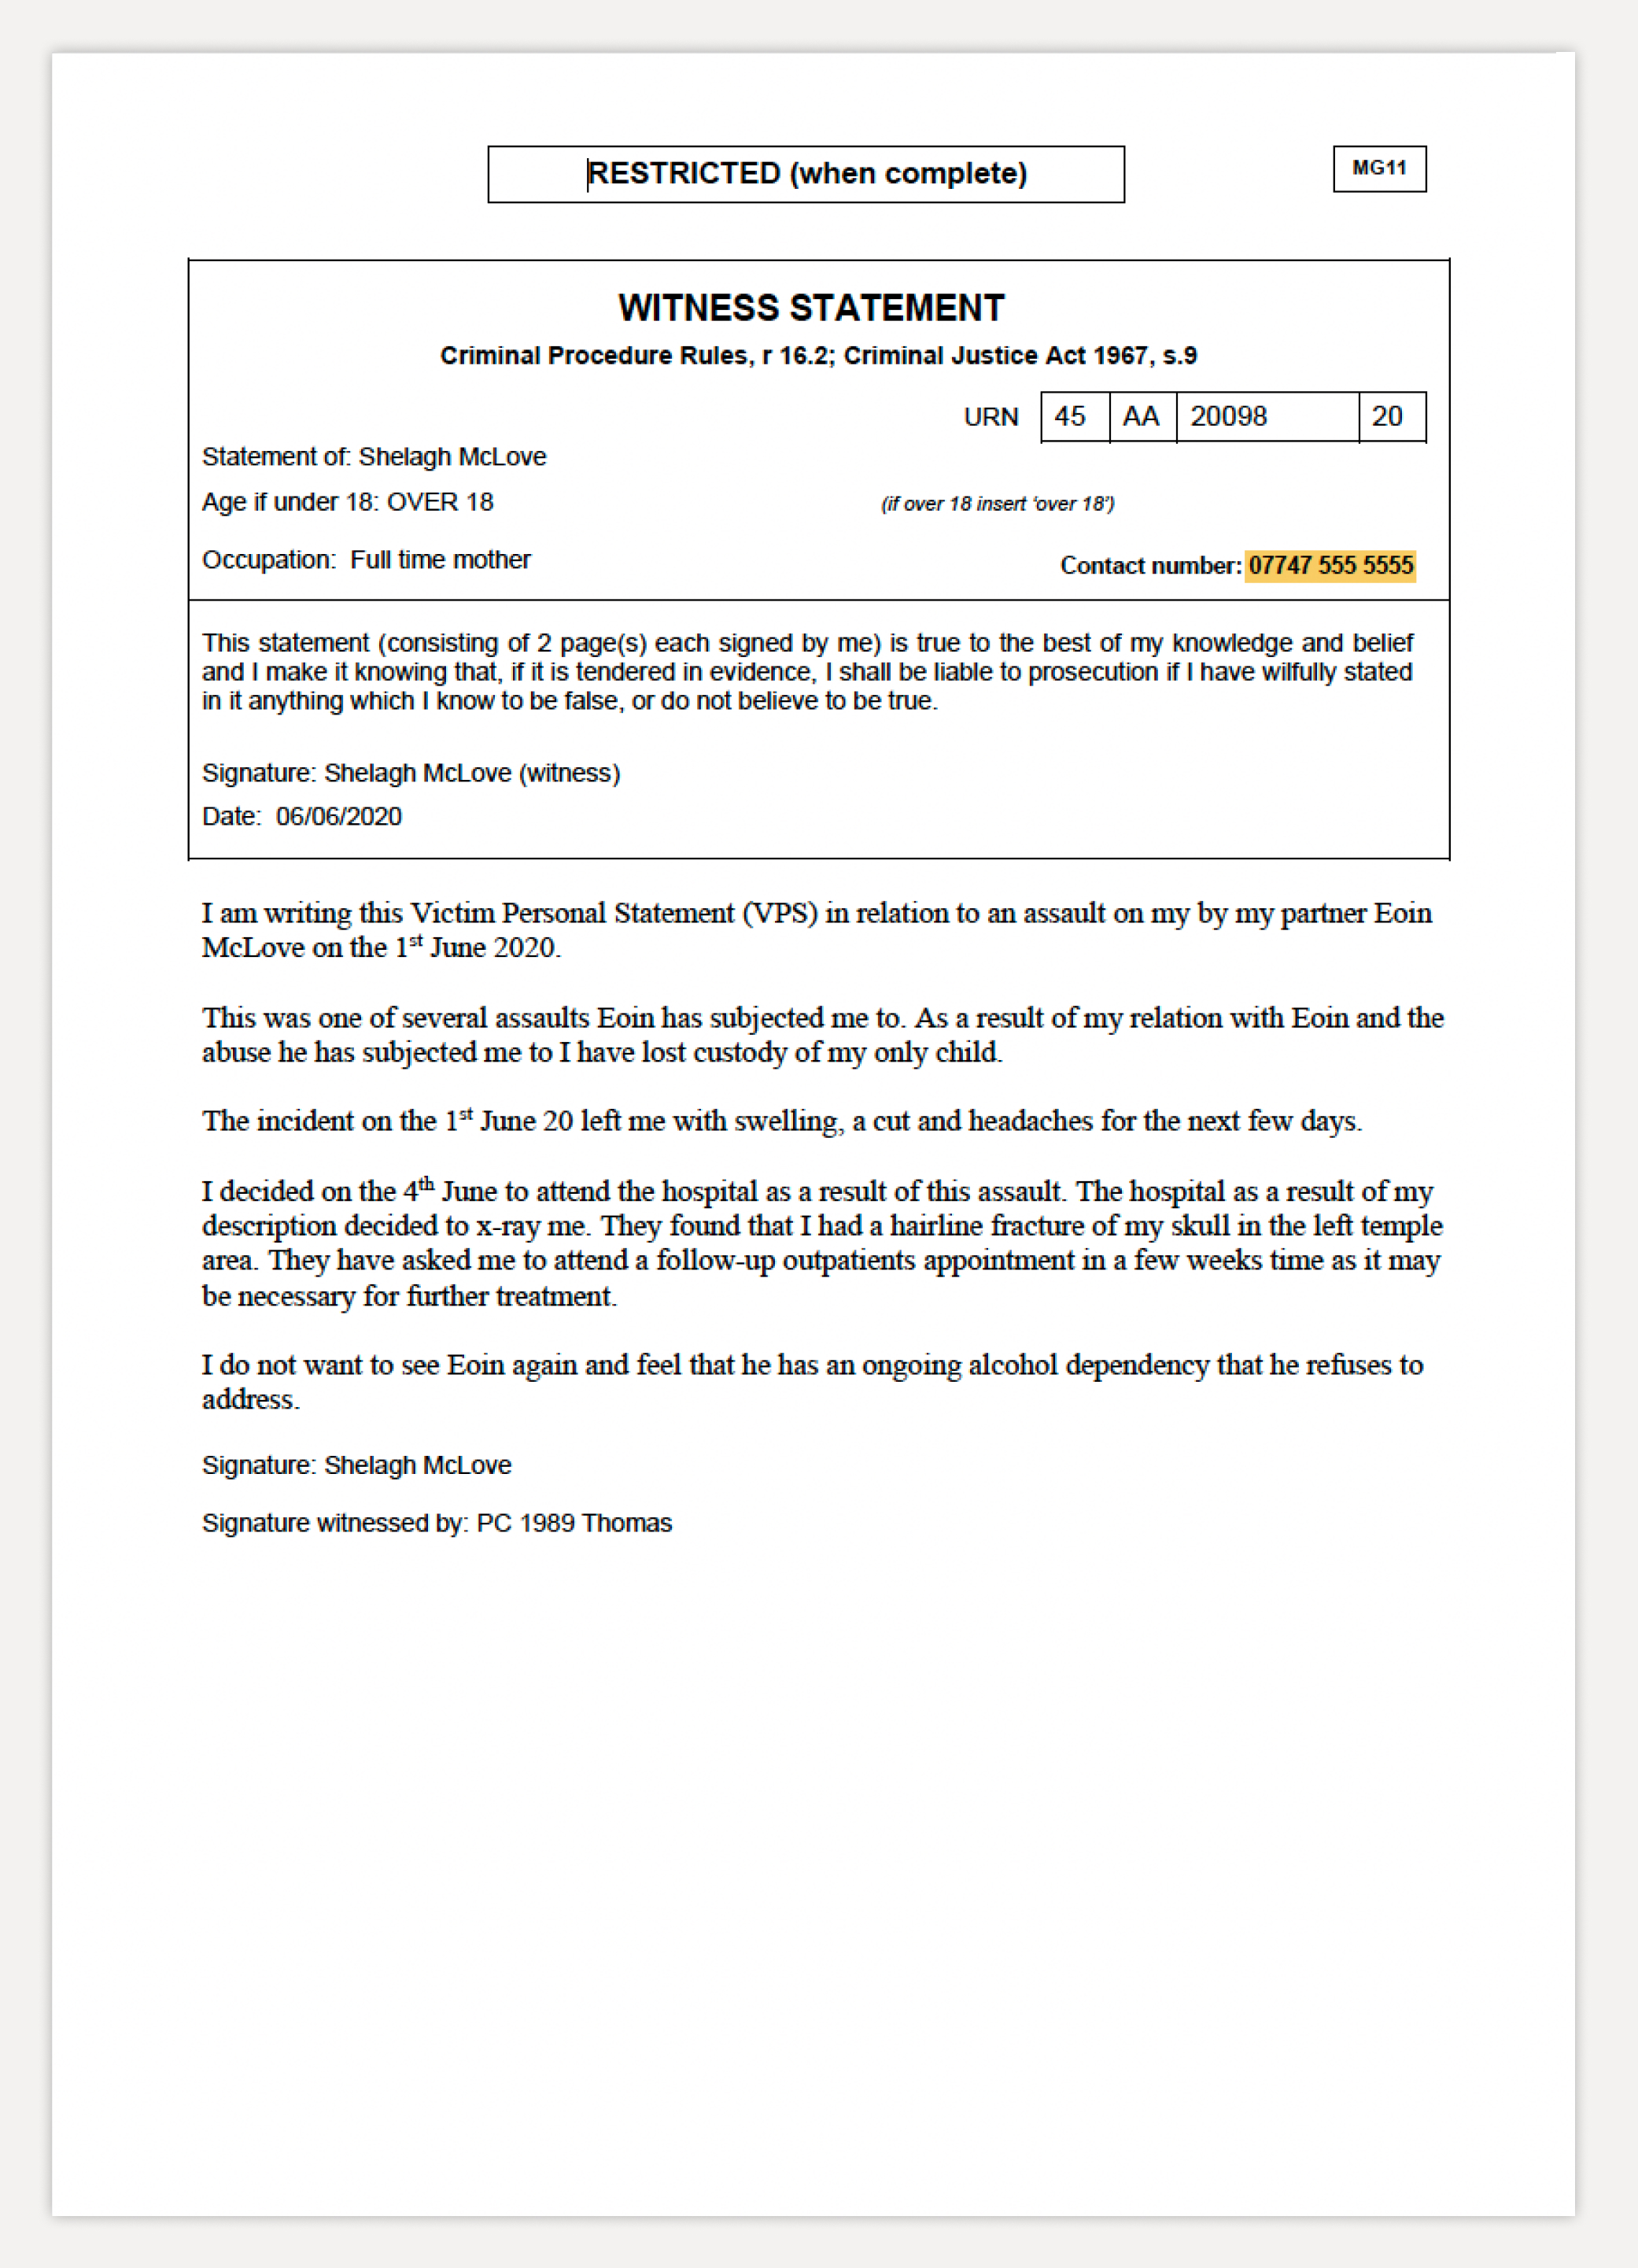 RESTRICTED (when complete)
MG11
WITNESS STATEMENT
Criminal Procedure Rules, r 16.2; Criminal Justice Act 1967, s.9
URN 45 AA 20098 20
Statement of: Shelagh McLove
Age if under 18: OVER 18 (if over 18 insert ‘over 18’)
Occupation: Full time mother Contact number: 07747 555 5555
This statement (consisting of 2 page(s) each signed by me) is true to the best of my knowledge and belief
and I make it knowing that, if it is tendered in evidence, I shall be liable to prosecution if I have wilfully stated
in it anything which I know to be false, or do not believe to be true.
Signature: Shelagh McLove (witness)
Date: 06/06/2020
I am writing this Victim Personal Statement (VPS) in relation to an assault on my by my partner Eoin
McLove on the 1st June 2020.
This was one of several assaults Eoin has subjected me to. As a result of my relation with Eoin and the
abuse he has subjected me to I have lost custody of my only child.
The incident on the 1st June 20 left me with swelling, a cut and headaches for the next few days.
I decided on the 4th June to attend the hospital as a result of this assault. The hospital as a result of my
description decided to x-ray me. They found that I had a hairline fracture of my skull in the left temple
area. They have asked me to attend a follow-up outpatients appointment in a few weeks time as it may
be necessary for further treatment.
I do not want to see Eoin again and feel that he has an ongoing alcohol dependency that he refuses to
address.
Signature: Shelagh McLove
Signature witnessed by: PC 1989 Thomas